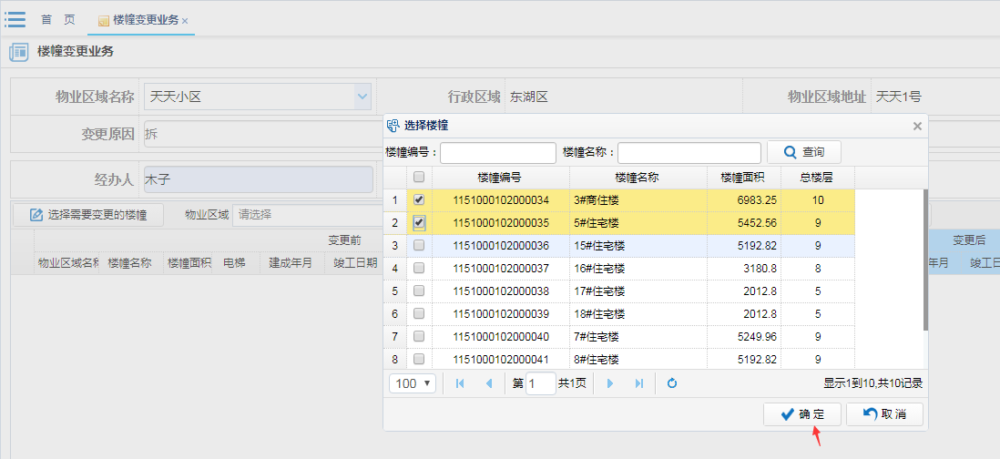 首 页 楼幢变更业务 ×
楼幢变更业务
物业区域名称 天天小区 行政区域 东湖区 物业区域地址 天天1号
变更原因 拆
经办人 木子
选择需要变更的楼幢 物业区域 请选择
变更前 变更后
物业区域名称 楼幢名称 楼幢面积 电梯 建成年月 竣工日期 年月 竣工日
选择楼幢
楼幢编号: 楼幢名称: 查询
楼幢编号 楼幢名称 楼幢面积 总楼层
1 1151000102000034 3#商住楼 6983.25 10
2 1151000102000035 5#住宅楼 5452.56 9
3 1151000102000036 15#住宅楼 5192.82 9
4 1151000102000037 16#住宅楼 3180.8 8
5 1151000102000038 17#住宅楼 2012.8 5
6 1151000102000039 18#住宅楼 2012.8 5
7 1151000102000040 7#住宅楼 5249.96 9
8 1151000102000041 8#住宅楼 5192.82 9
100 第 1 共1页 显示1到10,共10记录
确 定 取 消